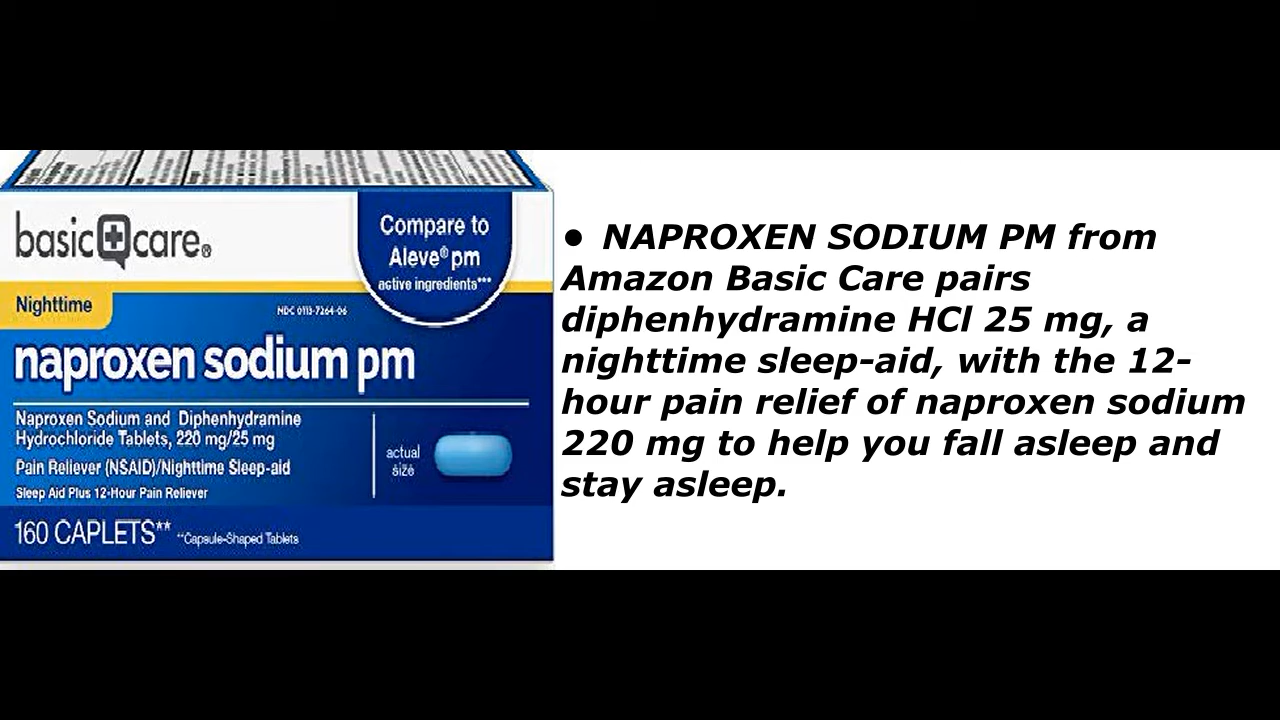 basic care®
Compare to
Aleve® pm
active ingredients***
Nighttime
NDC 0113-7264-06
naproxen sodium pm
Naproxen Sodium and Diphenhydramine
Hydrochloride Tablets, 220 mg/25 mg
Pain Reliever (NSAID)/Nighttime Sleep-aid
Sleep Aid Plus 12-Hour Pain Reliever
actual
size
160 CAPLETS** **Capsule-Shaped Tablets
● NAPROXEN SODIUM PM from
Amazon Basic Care pairs
diphenhydramine HCl 25 mg, a
nighttime sleep-aid, with the 12-
hour pain relief of naproxen sodium
220 mg to help you fall asleep and
stay asleep.